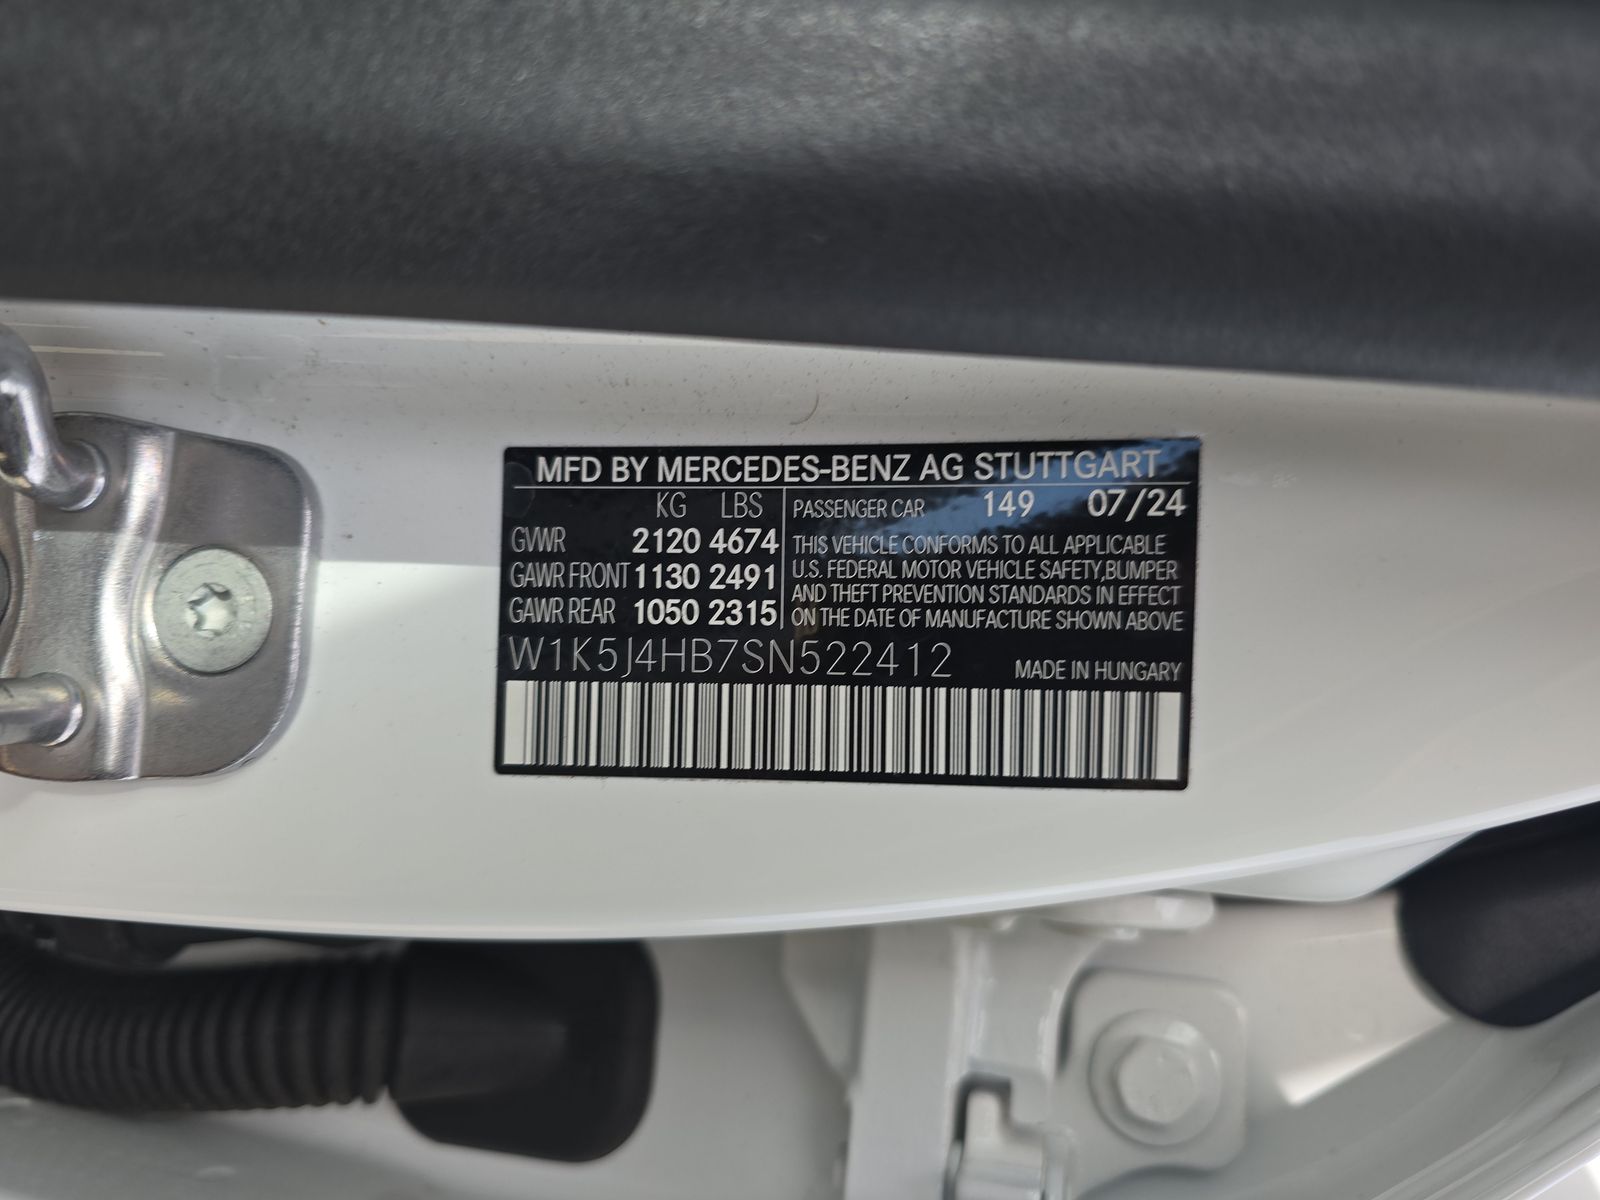 MFD BY MERCEDES-BENZ AG STUTTGART
KG LBS
GVWR 2120 4674
GAWR FRONT 1130 2491
GAWR REAR 1050 2315
PASSENGER CAR 149 07/24
THIS VEHICLE CONFORMS TO ALL APPLICABLE
U.S. FEDERAL MOTOR VEHICLE SAFETY,BUMPER
AND THEFT PREVENTION STANDARDS IN EFFECT
ON THE DATE OF MANUFACTURE SHOWN ABOVE
W1K5J4HB7SN522412
MADE IN HUNGARY